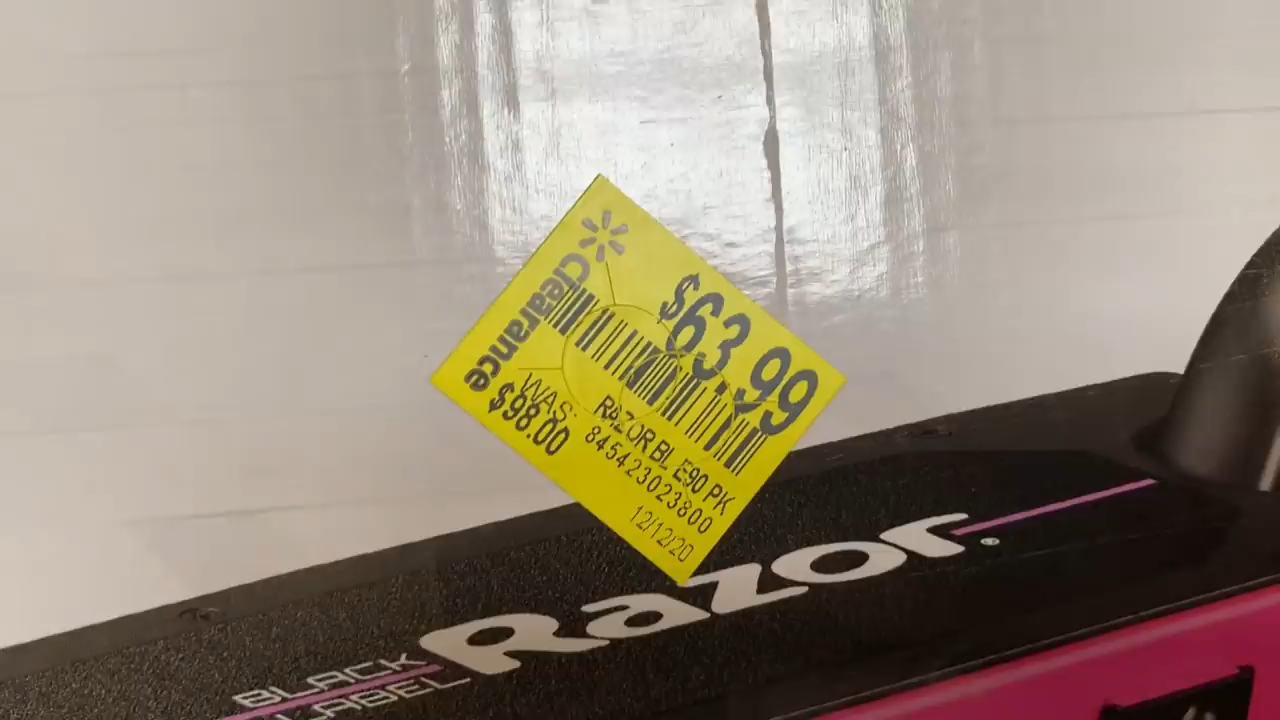 Clearance
$63.99
WAS:
$98.00
RAZOR BL E90 PK
845423023800
12/12/20
Razor
BLACK
LABEL